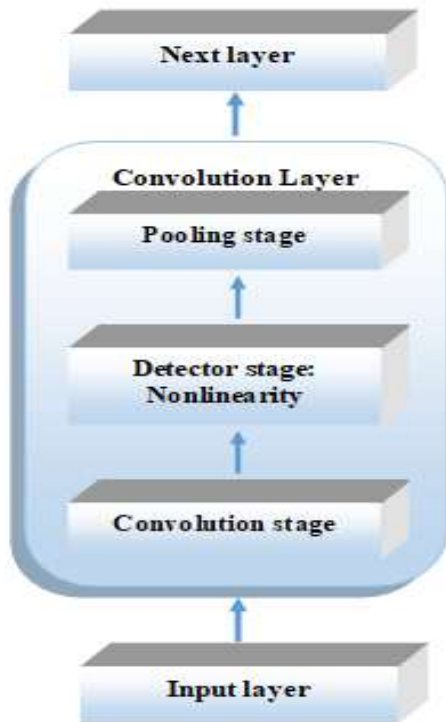 Next layer
Convolution Layer
Pooling stage
Detector stage:
Nonlinearity
Convolution stage
Input layer